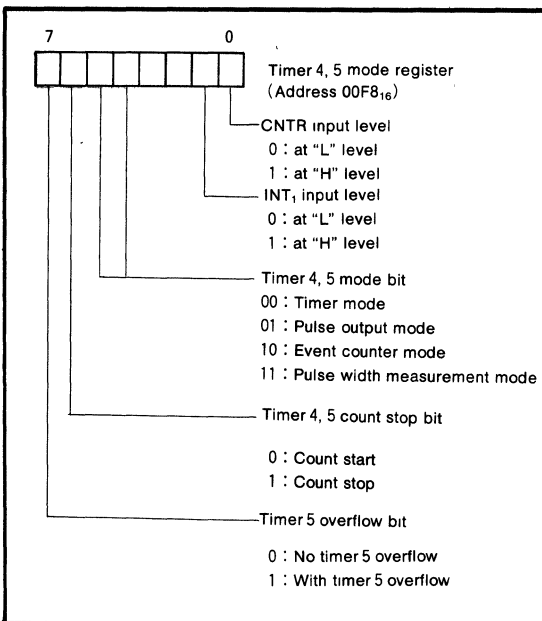 7 0
Timer 4, 5 mode register
(Address 00F8₁₆)
CNTR input level
0 : at “L” level
1 : at “H” level
INT₁ input level
0 : at “L” level
1 : at “H” level
Timer 4, 5 mode bit
00 : Timer mode
01 : Pulse output mode
10 : Event counter mode
11 : Pulse width measurement mode
Timer 4, 5 count stop bit
0 : Count start
1 : Count stop
Timer 5 overflow bit
0 : No timer 5 overflow
1 : With timer 5 overflow